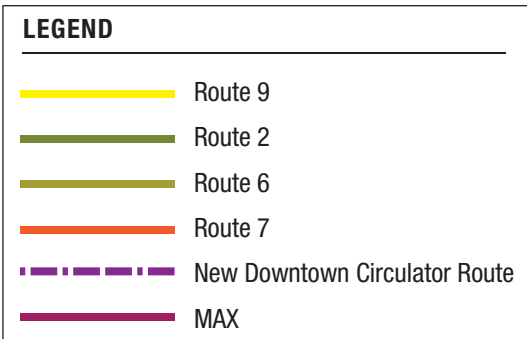 LEGEND
Route 9
Route 2
Route 6
Route 7
New Downtown Circulator Route
MAX